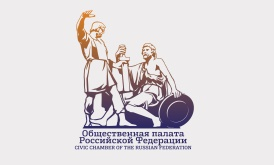 Общественная палата
Российской Федерации
CIVIC CHAMBER OF THE RUSSIAN FEDERATION